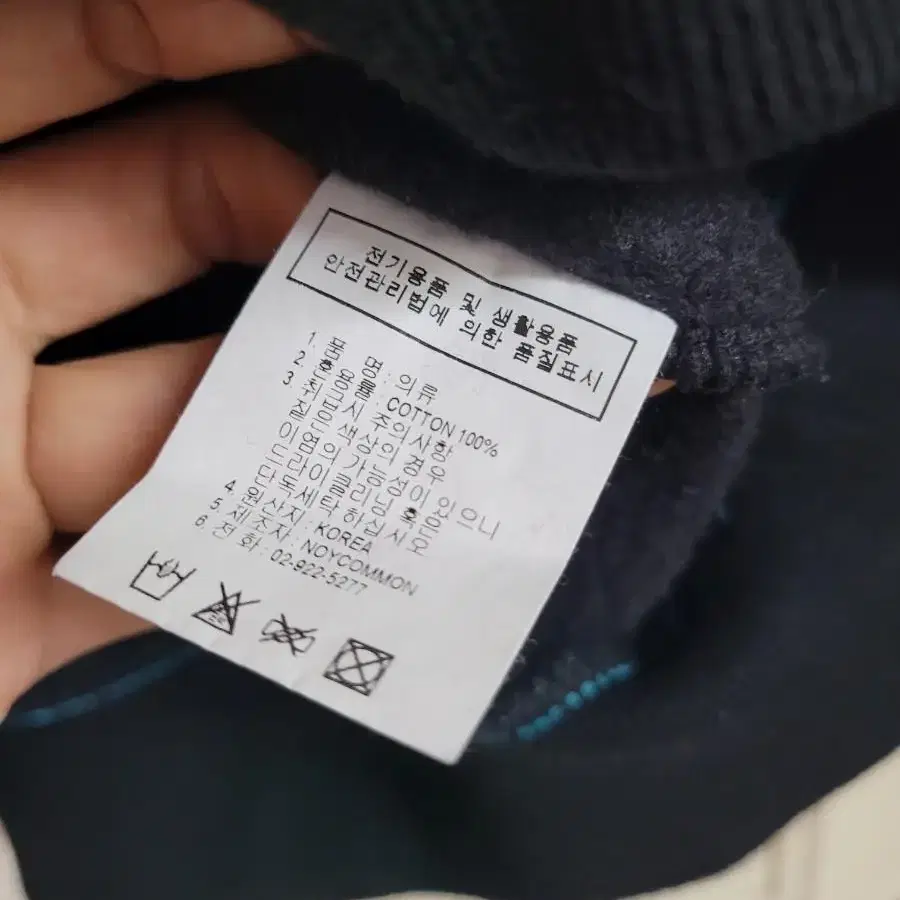 전기용품 및 생활용품
안전관리법에 의한 품질표시
1. 품 명 : 의류
2. 혼용률 : COTTON 100%
3. 취급시 주의사항
짙은 색상의 경우
이염의 가능성이 있으니
드라이클리닝 혹은
단독세탁 하십시오
4. 원산지 : KOREA
5. 제조자 : NOYCOMMON
6. 전 화 : 02-922-5277